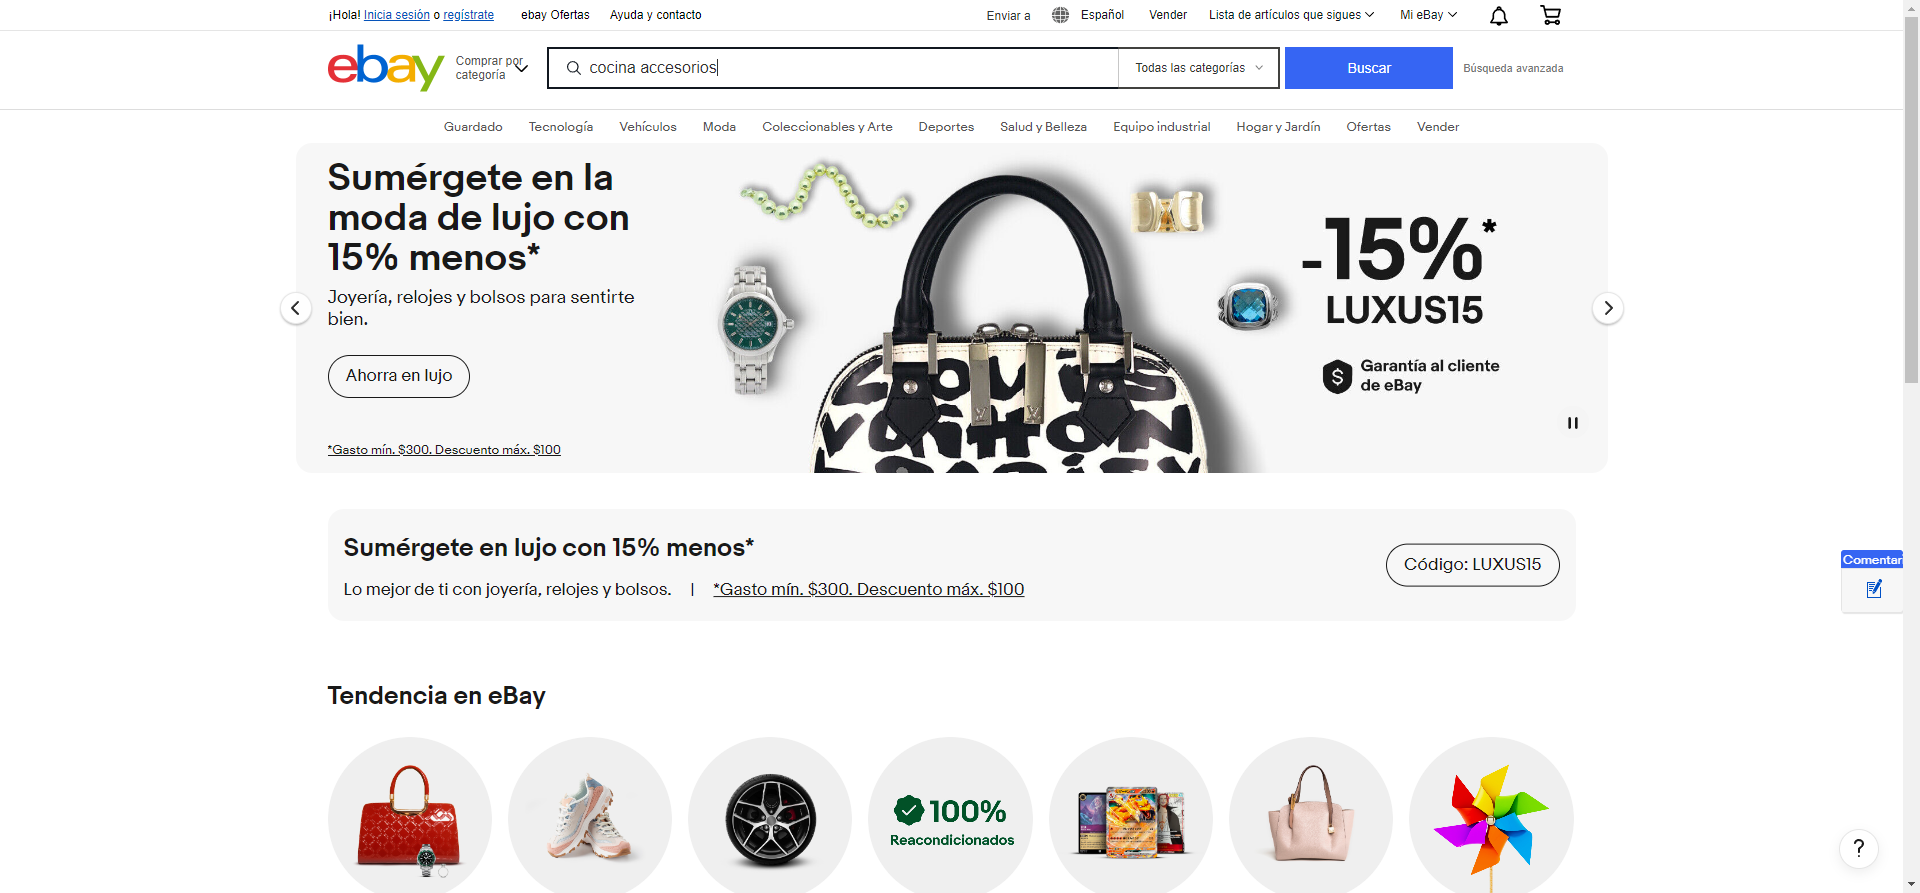 ¡Hola! Inicia sesión o regístrate ebay Ofertas Ayuda y contacto Enviar a Español Vender Lista de artículos que sigues Mi eBay
ebay Comprar por categoría cocina accesorios Todas las categorías Buscar Búsqueda avanzada
Guardado Tecnología Vehículos Moda Coleccionables y Arte Deportes Salud y Belleza Equipo industrial Hogar y Jardín Ofertas Vender
Sumérgete en la
moda de lujo con
15% menos*
Joyería, relojes y bolsos para sentirte
bien.
Ahorra en lujo
*Gasto mín. $300. Descuento máx. $100
-15%*
LUXUS15
Garantía al cliente
de eBay
Sumérgete en lujo con 15% menos*
Lo mejor de ti con joyería, relojes y bolsos. | *Gasto mín. $300. Descuento máx. $100
Código: LUXUS15
Comentar
Tendencia en eBay
100%
Reacondicionados
?